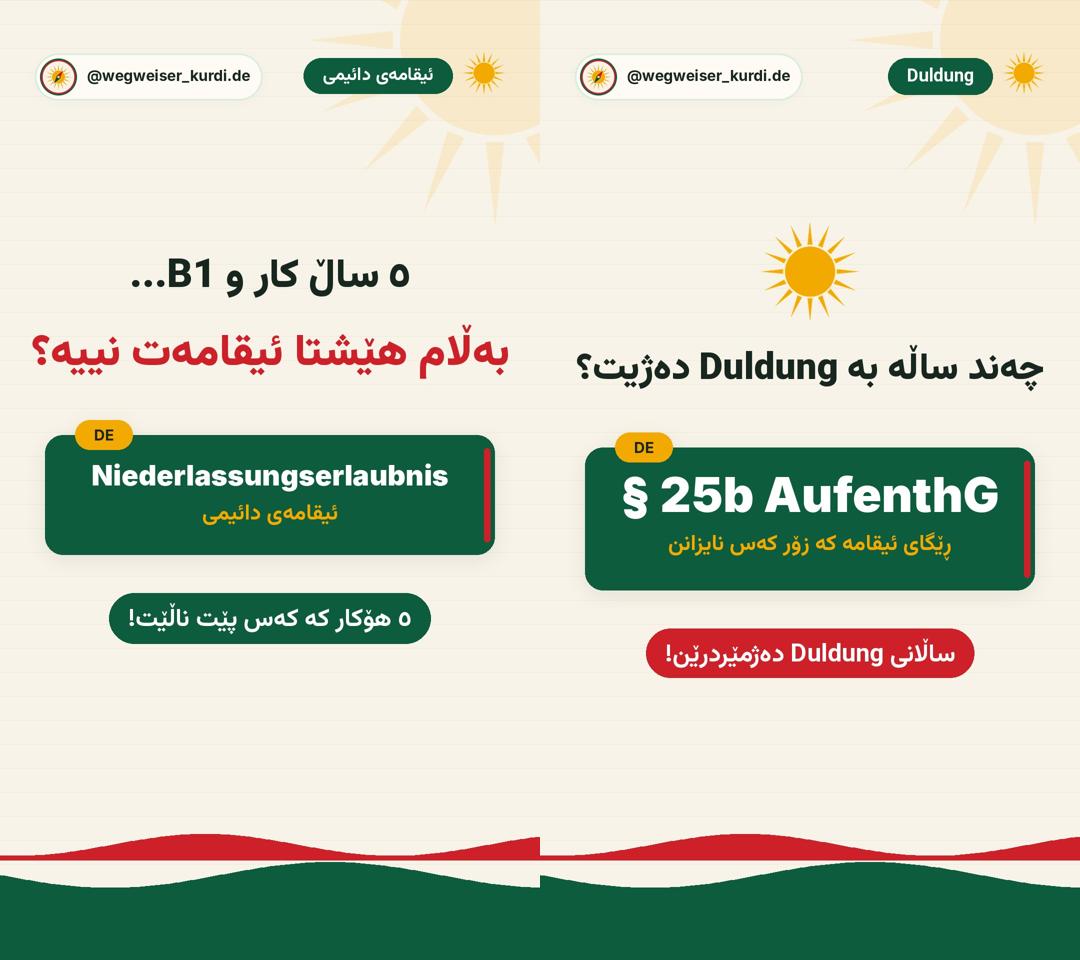 @wegweiser_kurdi.de
ئیقامەی دائیمی
٥ ساڵ کار و B1...
بەڵام هێشتا ئیقامەت نییە؟
DE
Niederlassungserlaubnis
ئیقامەی دائیمی
٥ هۆکار کە کەس پێت ناڵێت!
@wegweiser_kurdi.de
Duldung
چەند ساڵە بە Duldung دەژیت؟
DE
§ 25b AufenthG
ڕێگای ئیقامە کە زۆر کەس نایزانن
ساڵانی Duldung دەژمێردرێن!